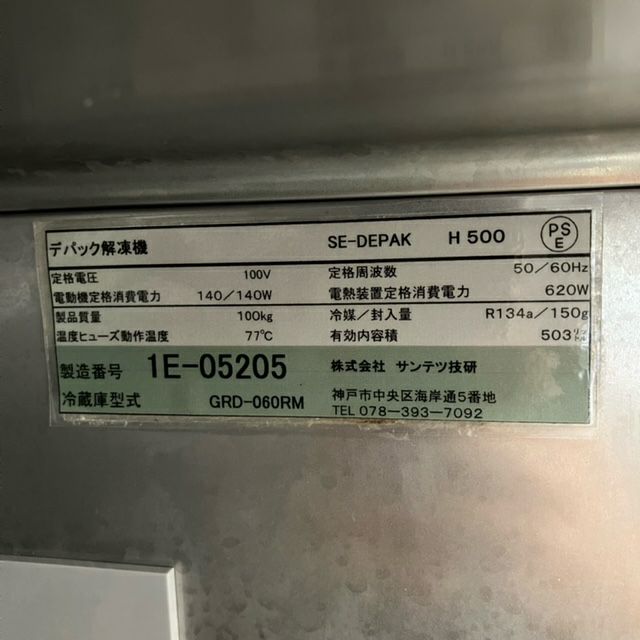 デパック解凍機 SE-DEPAK H 500 PS E
定格電圧 100V 定格周波数 50/60Hz
電動機定格消費電力 140/140W 電熱装置定格消費電力 620W
製品質量 100kg 冷媒/封入量 R134a/150g
温度ヒューズ動作温度 77℃ 有効内容積 503
製造番号 1E-05205 株式会社 サンテツ技研
冷蔵庫型式 GRD-060RM 神戸市中央区海岸通5番地
TEL 078-393-7092